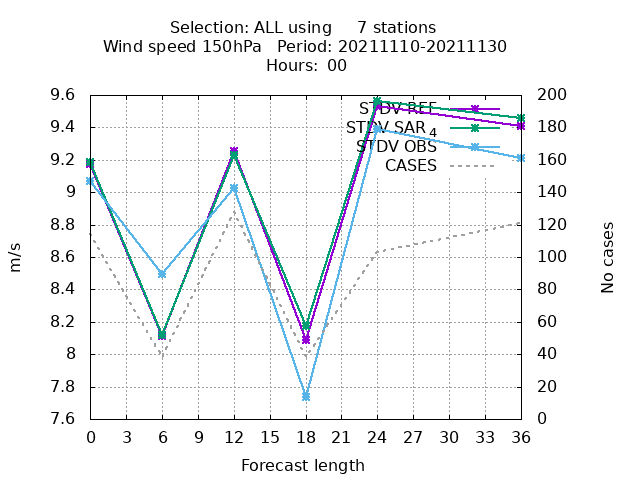 Selection: ALL using 7 stations
Wind speed 150hPa Period: 20211110-20211130
Hours: 00
9.6
9.4
9.2
9
8.8
8.6
8.4
8.2
8
7.8
7.6
m/s
STDV REF
STDV SAR 4
STDV OBS
CASES
200
180
160
140
120
100
80
60
40
20
0
No cases
0 3 6 9 12 15 18 21 24 27 30 33 36
Forecast length